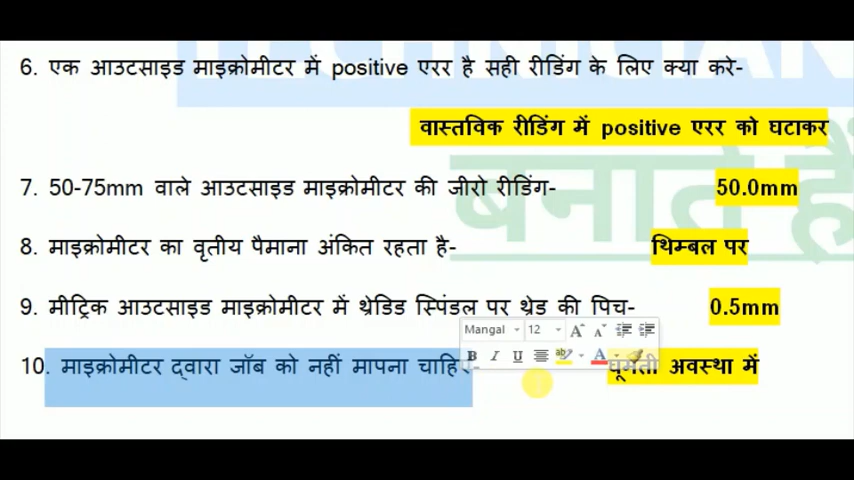 6. एक आउटसाइड माइक्रोमीटर में positive एरर है सही रीडिंग के लिए क्या करे-
वास्तविक रीडिंग में positive एरर को घटाकर
7. 50-75mm वाले आउटसाइड माइक्रोमीटर की जीरो रीडिंग- 50.0mm
8. माइक्रोमीटर का वृतीय पैमाना अंकित रहता है- थिम्बल पर
9. मीट्रिक आउटसाइड माइक्रोमीटर में थ्रेडिड स्पिंडल पर थ्रेड की पिच- 0.5mm
Mangal 12
10. माइक्रोमीटर द्वारा जॉब को नहीं मापना चाहिए- घूमती अवस्था में
बनाते हैं